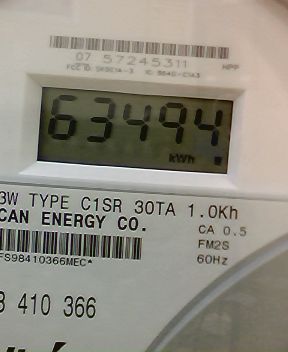 07 57245311
HPP
63494
kWh
3W TYPE C1SR 30TA 1.0Kh
CAN ENERGY CO.
CA 0.5
FM2S
60Hz
FS98410366MEC*
410 366